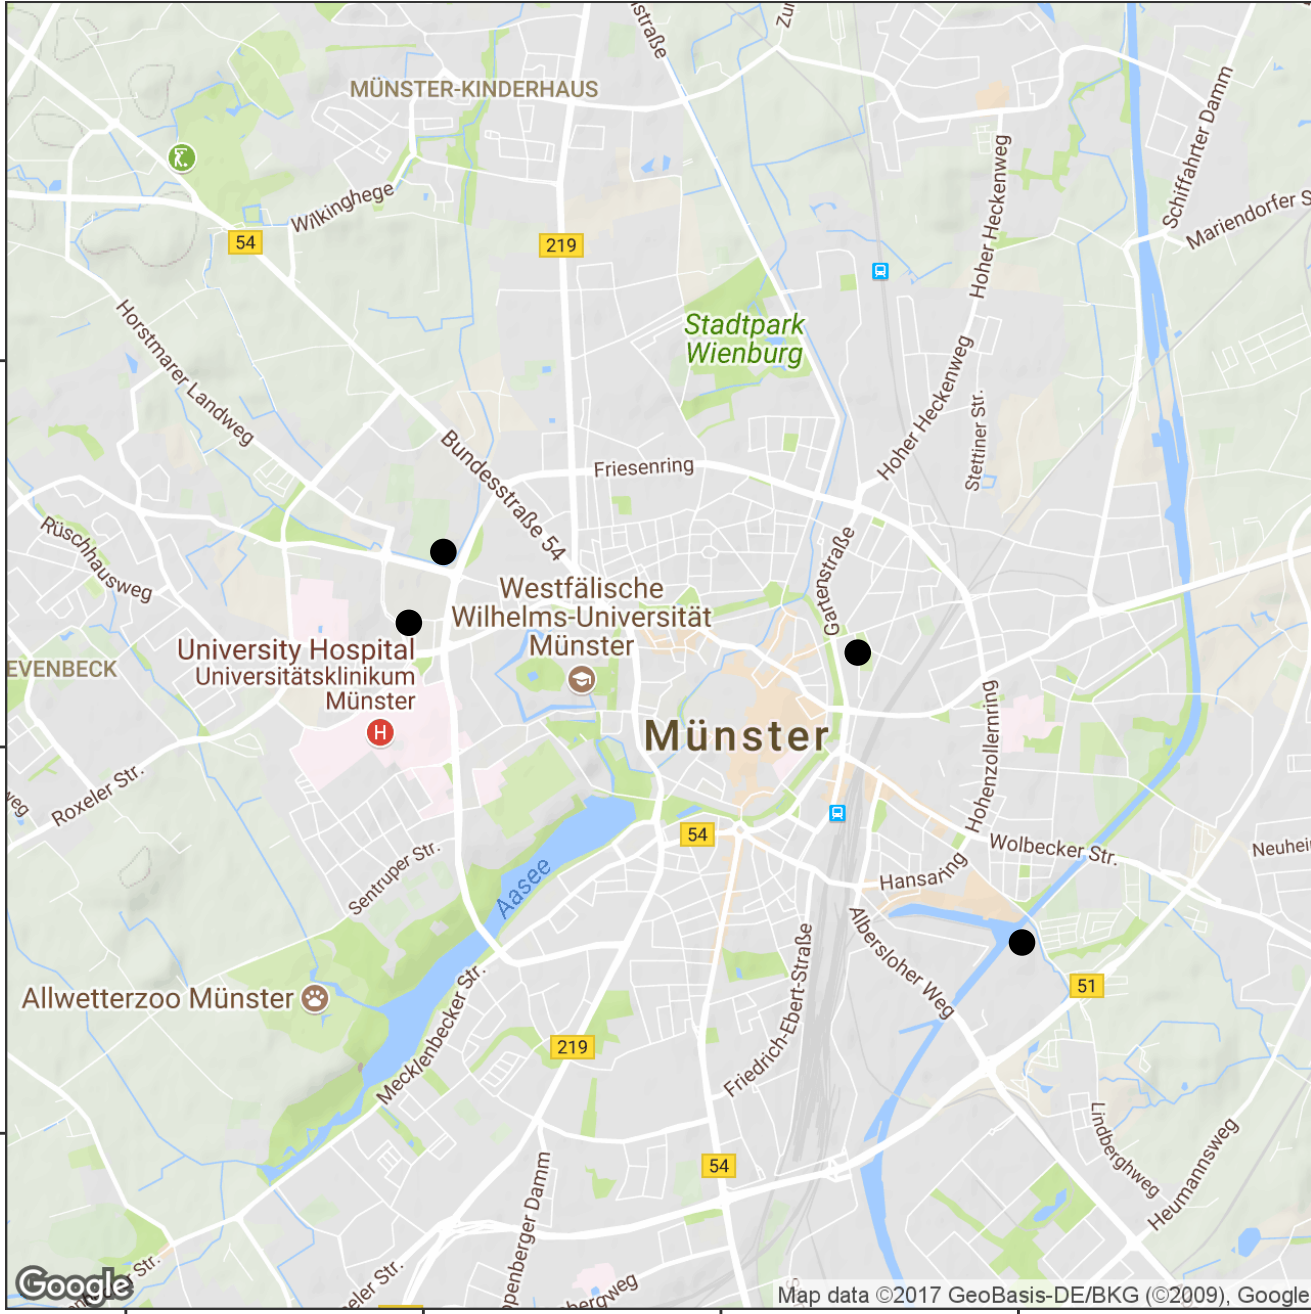 MÜNSTER-KINDERHAUS
Schiffahrter Damm
Wilkinghege
Mariendorfer S
54
219
Hoher Heckenweg
Stadtpark
Wienburg
Horstmarer Landweg
Hoher Heckenweg
Stettiner Str.
Bundesstraße 54
Friesenring
Rüschhausweg
Gartenstraße
Westfälische
Wilhelms-Universität
Münster
University Hospital
Universitätsklinikum
Münster
EVENBECK
H
Münster
Hohenzollernring
Roxeler Str.
54
Wolbecker Str.
Neuhei
Sentruper Str.
Hansaring
Aasee
Albersloher Weg
Friedrich-Ebert-Straße
Allwetterzoo Münster
51
Mecklenbecker Str.
219
Lindberghweg
Heumannsweg
54
Google
Map data ©2017 GeoBasis-DE/BKG (©2009), Google